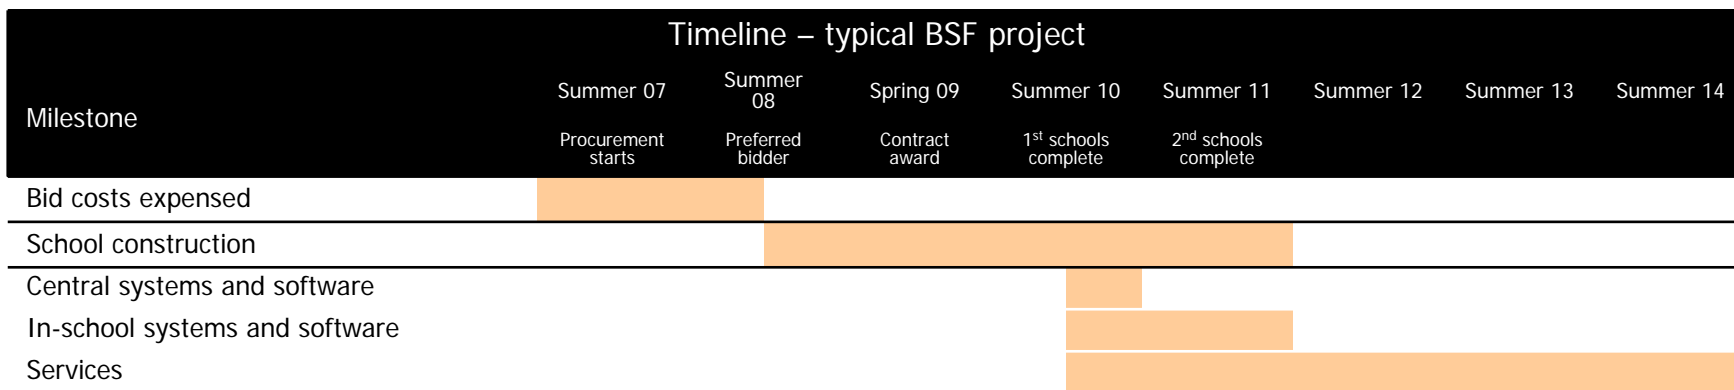 Timeline – typical BSF project
Milestone
Summer 07
Summer
08
Spring 09
Summer 10
Summer 11
Summer 12
Summer 13
Summer 14
Procurement
starts
Preferred
bidder
Contract
award
1st schools
complete
2nd schools
complete
Bid costs expensed
School construction
Central systems and software
In-school systems and software
Services